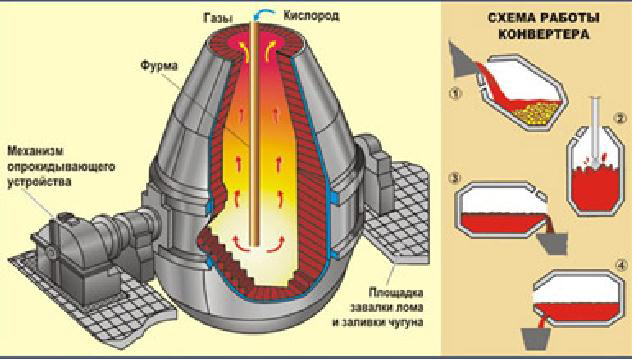 Газы
Кислород
Фурма
Механизм
опрокидывающего
устройства
Площадка
завалки лома
и заливки чугуна
СХЕМА РАБОТЫ
КОНВЕРТЕРА
1
2
3
4